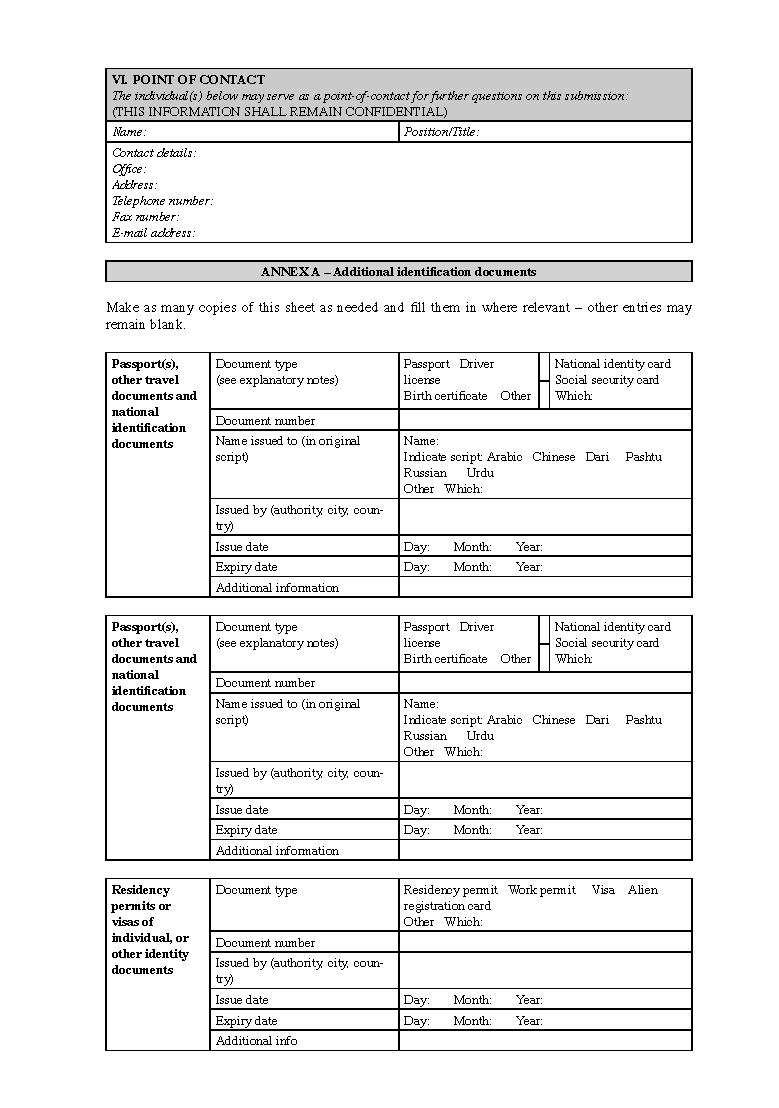 VI. POINT OF CONTACT
The individual(s) below may serve as a point-of-contact for further questions on this submission:
(THIS INFORMATION SHALL REMAIN CONFIDENTIAL)
Name: Position/Title:
Contact details:
Office:
Address:
Telephone number:
Fax number:
E-mail address:
ANNEX A – Additional identification documents
Make as many copies of this sheet as needed and fill them in where relevant – other entries may
remain blank.
Passport(s),
other travel
documents and
national
identification
documents
Document type
(see explanatory notes)
Passport Driver
license
Birth certificate Other
National identity card
Social security card
Which:
Document number
Name issued to (in original
script)
Name:
Indicate script: Arabic Chinese Dari Pashtu
Russian Urdu
Other Which:
Issued by (authority, city, coun-
try)
Issue date
Day: Month: Year:
Expiry date
Day: Month: Year:
Additional information
Passport(s),
other travel
documents and
national
identification
documents
Document type
(see explanatory notes)
Passport Driver
license
Birth certificate Other
National identity card
Social security card
Which:
Document number
Name issued to (in original
script)
Name:
Indicate script: Arabic Chinese Dari Pashtu
Russian Urdu
Other Which:
Issued by (authority, city, coun-
try)
Issue date
Day: Month: Year:
Expiry date
Day: Month: Year:
Additional information
Residency
permits or
visas of
individual, or
other identity
documents
Document type
Residency permit Work permit Visa Alien
registration card
Other Which:
Document number
Issued by (authority, city, coun-
try)
Issue date
Day: Month: Year:
Expiry date
Day: Month: Year:
Additional info